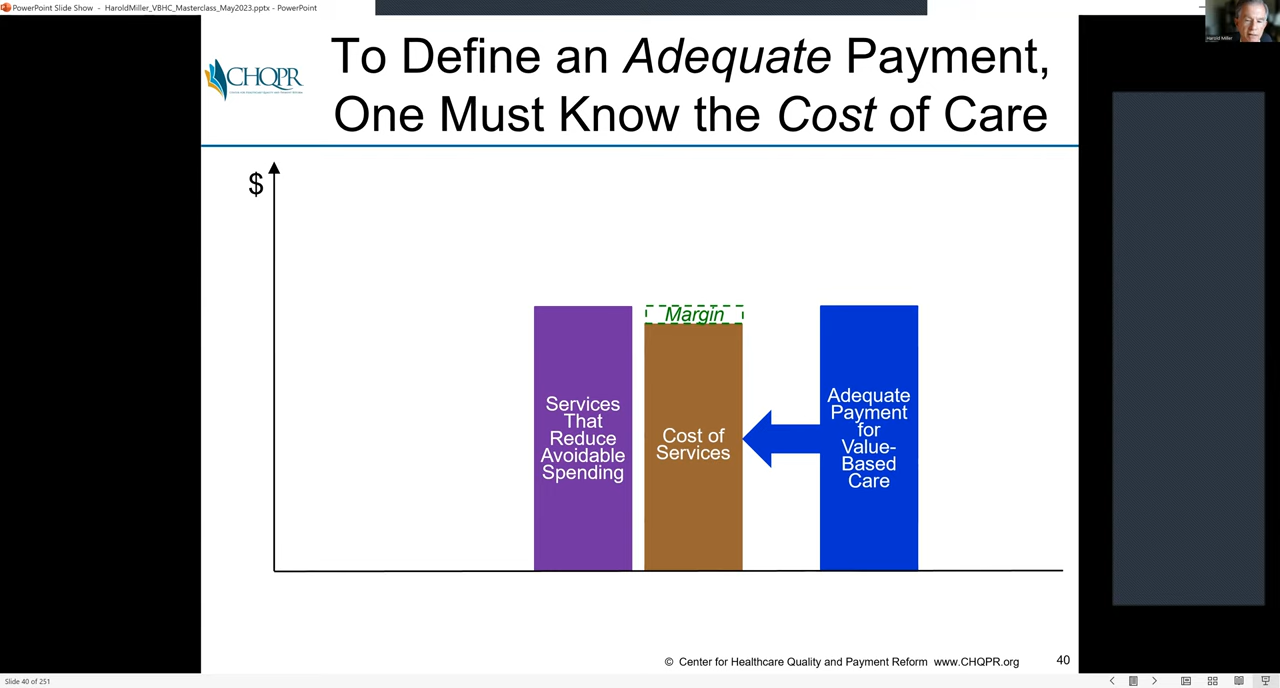 PowerPoint Slide Show - HaroldMiller_VBHC_Masterclass_May2023.pptx - PowerPoint
Harold Miller
CHQPR
To Define an Adequate Payment,
One Must Know the Cost of Care
$
Margin
Services
That
Reduce
Avoidable
Spending
Cost of
Services
Adequate
Payment
for
Value-
Based
Care
© Center for Healthcare Quality and Payment Reform www.CHQPR.org
40
Slide 40 of 251